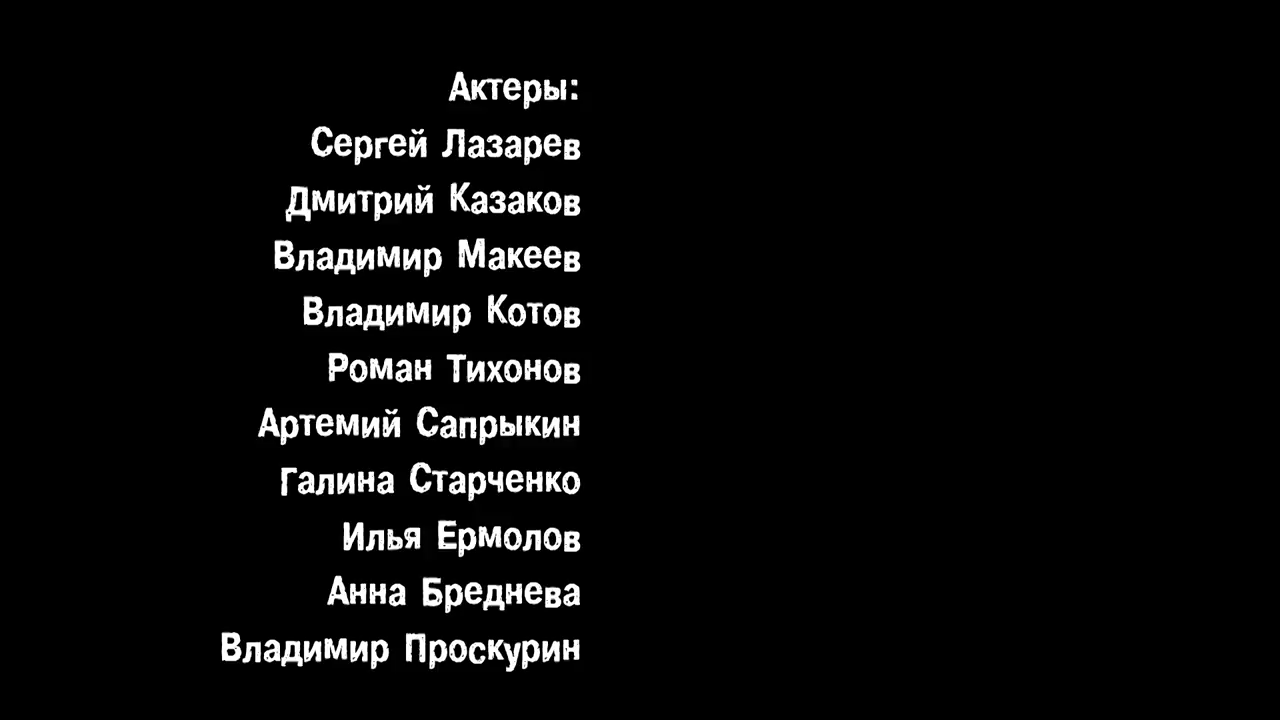 Актеры:
Сергей Лазарев
Дмитрий Казаков
Владимир Макеев
Владимир Котов
Роман Тихонов
Артемий Сапрыкин
Галина Старченко
Илья Ермолов
Анна Бреднева
Владимир Проскурин